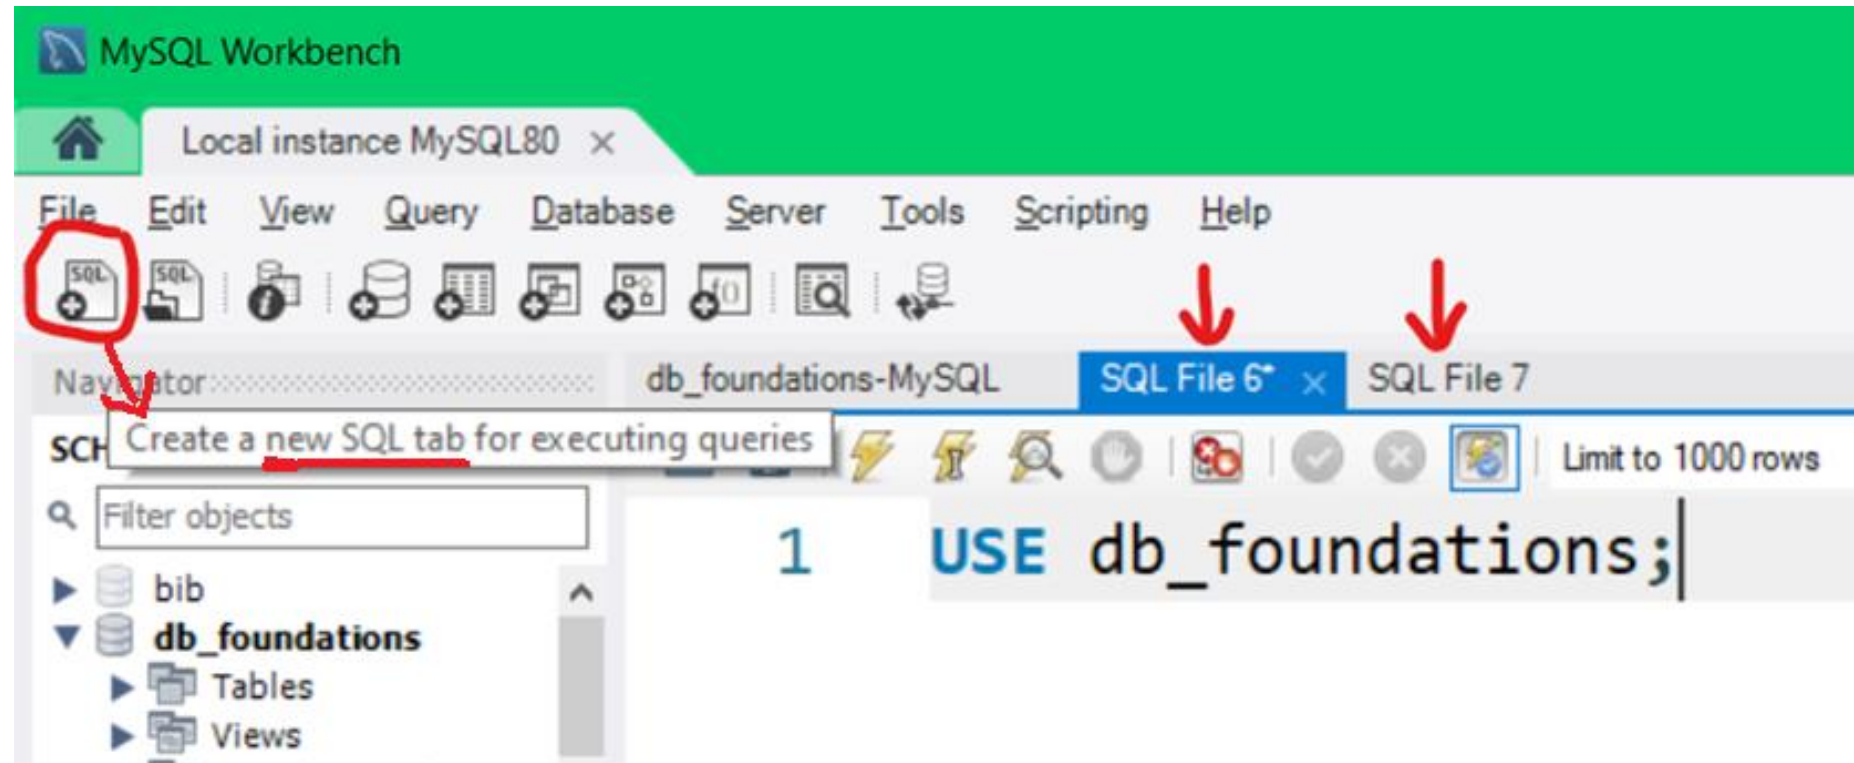 MySQL Workbench
Local instance MySQL80 ×
File Edit View Query Database Server Tools Scripting Help
SQL SQL f()
Navigator db_foundations-MySQL SQL File 6* × SQL File 7
SCH
Create a new SQL tab for executing queries
Limit to 1000 rows
Filter objects
1 USE db_foundations;
bib
db_foundations
Tables
Views